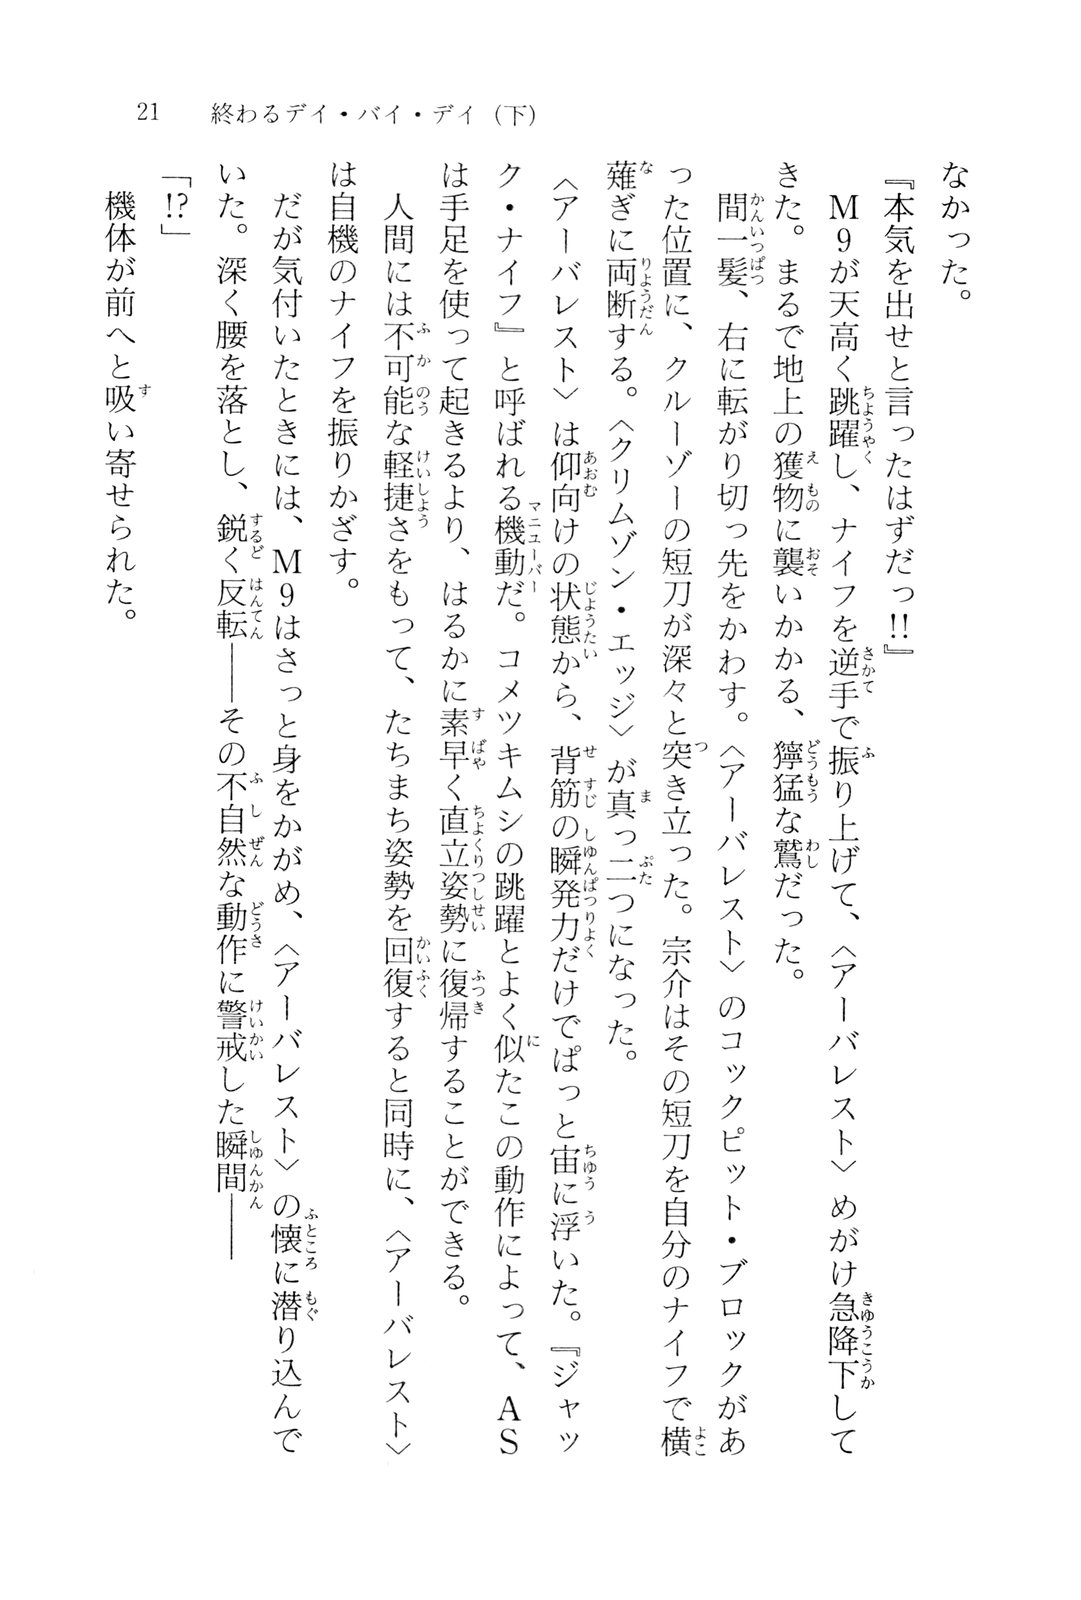 21　終わるデイ・バイ・デイ（下）
なかった。
『本気を出せと言ったはずだっ!!』
　Ｍ９が天高く跳躍し、ナイフを逆手で振り上げて、〈アーバレスト〉めがけ急降下して
きた。まるで地上の獲物に襲いかかる、獰猛な鷲だった。
　間一髪、右に転がり切っ先をかわす。〈アーバレスト〉のコックピット・ブロックがあ
った位置に、クルーゾーの短刀が深々と突き立った。宗介はその短刀を自分のナイフで横
薙ぎに両断する。〈クリムゾン・エッジ〉が真っ二つになった。
　〈アーバレスト〉は仰向けの状態から、背筋の瞬発力だけでぱっと宙に浮いた。『ジャッ
ク・ナイフ』と呼ばれる機動だ。コメツキムシの跳躍とよく似たこの動作によって、ＡＳ
は手足を使って起きるより、はるかに素早く直立姿勢に復帰することができる。
　人間には不可能な軽捷さをもって、たちまち姿勢を回復すると同時に、〈アーバレスト〉
は自機のナイフを振りかざす。
　だが気付いたときには、Ｍ９はさっと身をかがめ、〈アーバレスト〉の懐に潜り込んで
いた。深く腰を落とし、鋭く反転――その不自然な動作に警戒した瞬間――
「!?」
　機体が前へと吸い寄せられた。